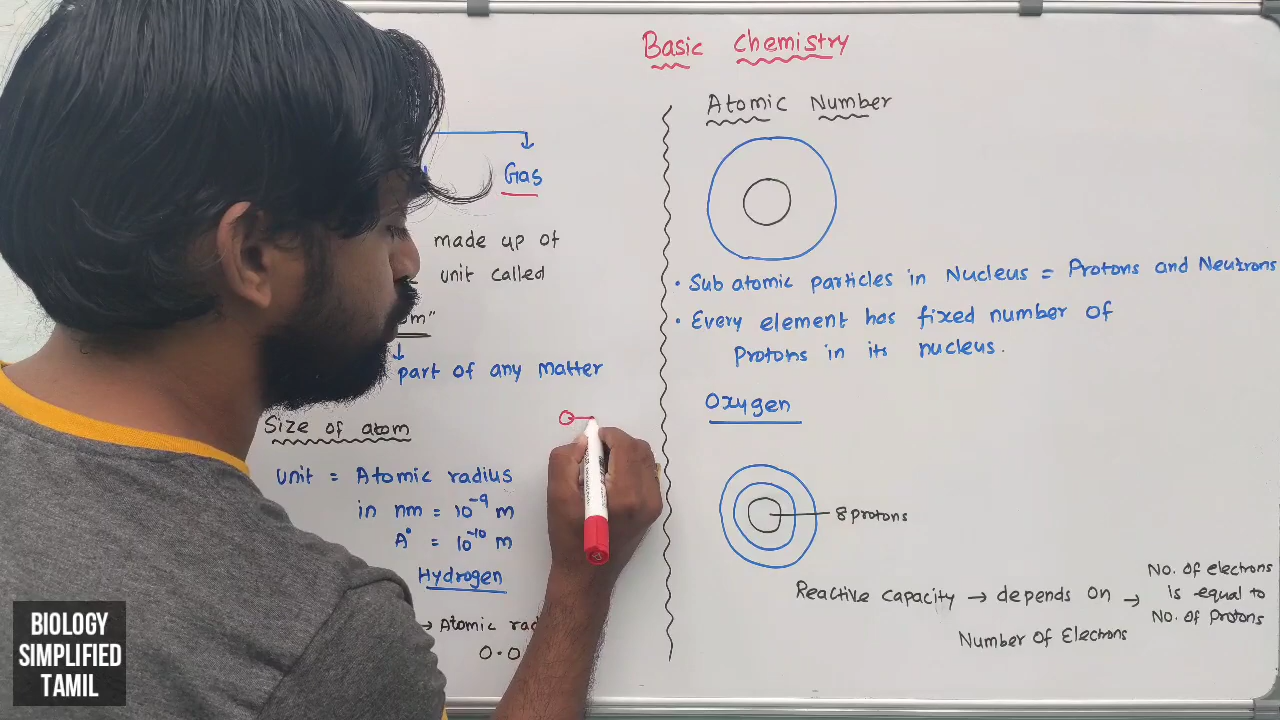 Basic Chemistry
Gas
made up of
unit called
part of any matter
Size of atom
unit = Atomic radius
in nm = 10⁻⁹ m
A° = 10⁻¹⁰ m
Hydrogen
→ Atomic
0.0
Atomic Number
• Sub atomic particles in Nucleus = Protons and Neutrons
• Every element has fixed number of
Protons in its nucleus.
Oxygen
8 protons
Reactive capacity → depends on →
Number Of Electrons
No. Of electrons
is equal to
No. Of Protons
BIOLOGY
SIMPLIFIED
TAMIL